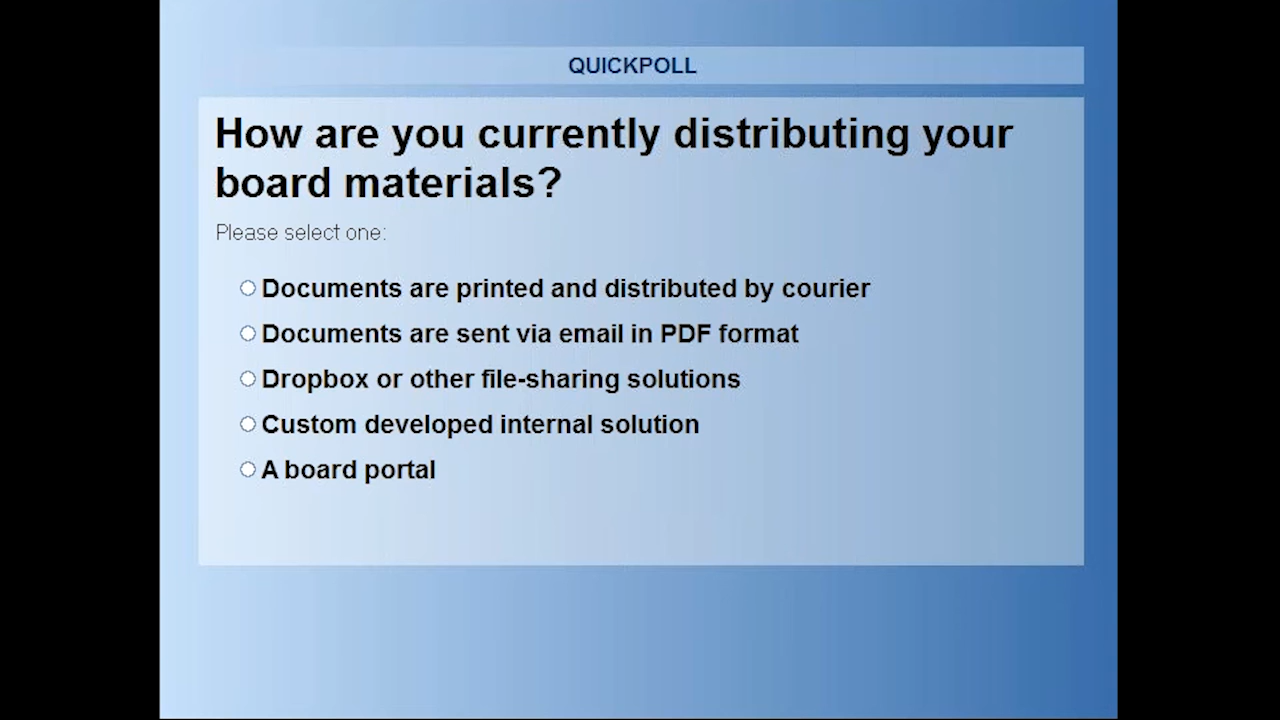 QUICKPOLL
How are you currently distributing your
board materials?
Please select one:
Documents are printed and distributed by courier
Documents are sent via email in PDF format
Dropbox or other file-sharing solutions
Custom developed internal solution
A board portal